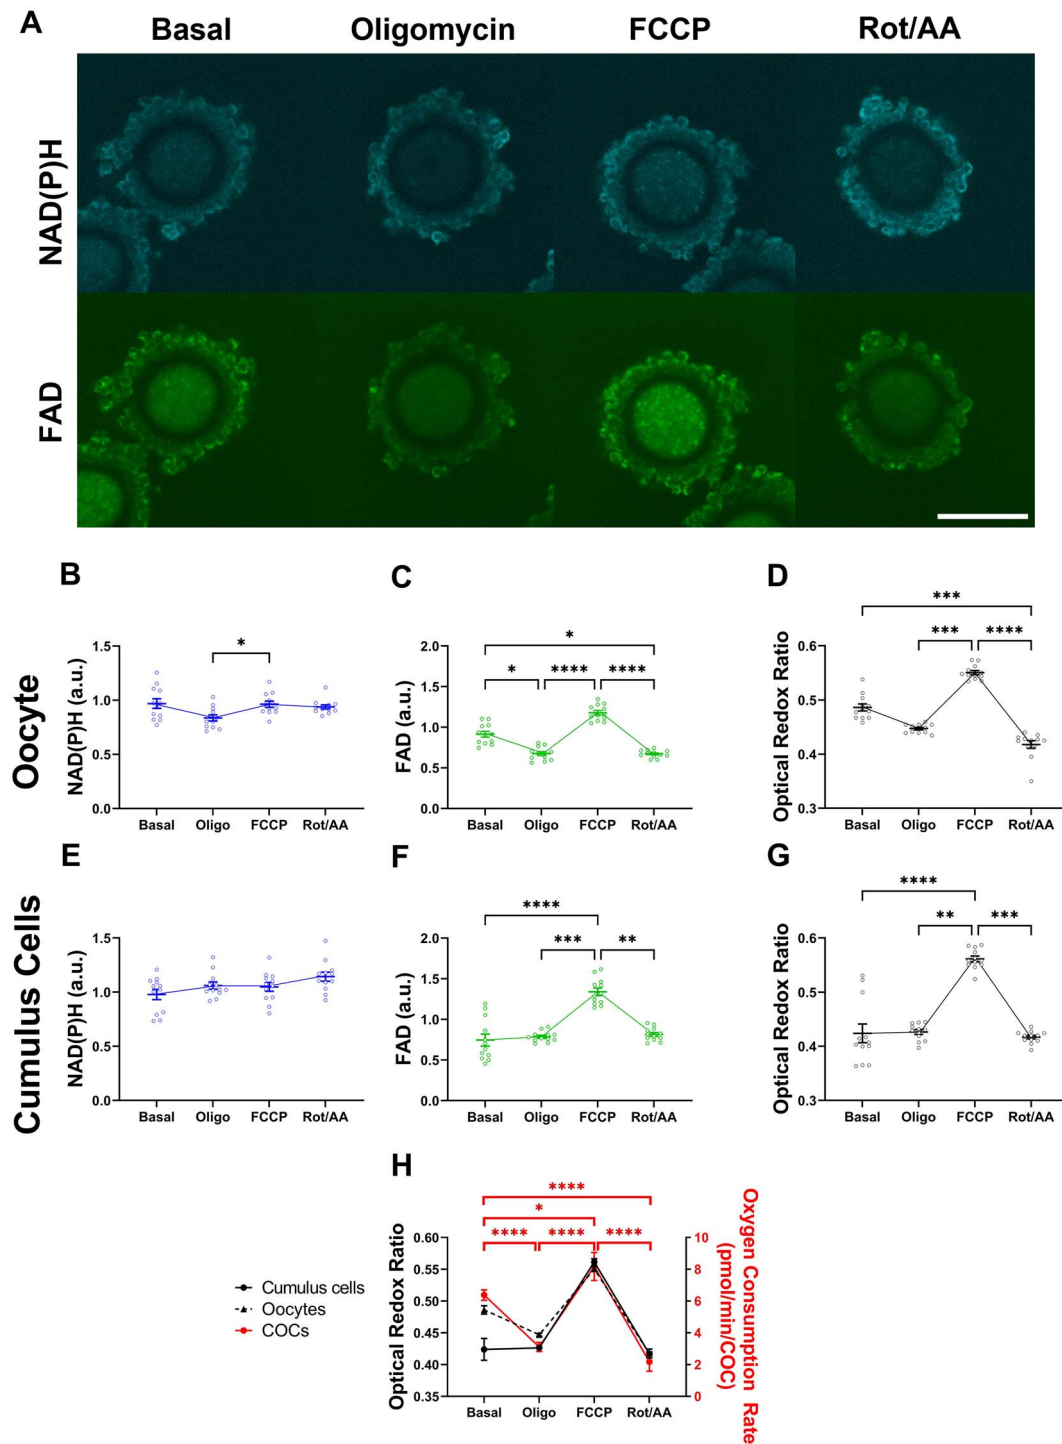 A
Basal Oligomycin FCCP Rot/AA
NAD(P)H
FAD
B
C
D
Oocyte
NAD(P)H (a.u.)
1.5
1.0
0.5
0.0
*
Basal Oligo FCCP Rot/AA
FAD (a.u.)
2.0
1.5
1.0
0.5
0.0
*
* **** ****
Basal Oligo FCCP Rot/AA
Optical Redox Ratio
0.6
0.5
0.4
0.3
***
*** ****
Basal Oligo FCCP Rot/AA
E
F
G
Cumulus Cells
NAD(P)H (a.u.)
1.5
1.0
0.5
0.0
Basal Oligo FCCP Rot/AA
FAD (a.u.)
2.0
1.5
1.0
0.5
0.0
****
*** **
Basal Oligo FCCP Rot/AA
Optical Redox Ratio
0.6
0.5
0.4
0.3
****
** ***
Basal Oligo FCCP Rot/AA
H
Cumulus cells
Oocytes
COCs
Optical Redox Ratio
0.60
0.55
0.50
0.45
0.40
0.35
****
*
**** **** ****
Basal Oligo FCCP Rot/AA
10
8
6
4
2
0
Oxygen Consumption Rate
(pmol/min/COC)